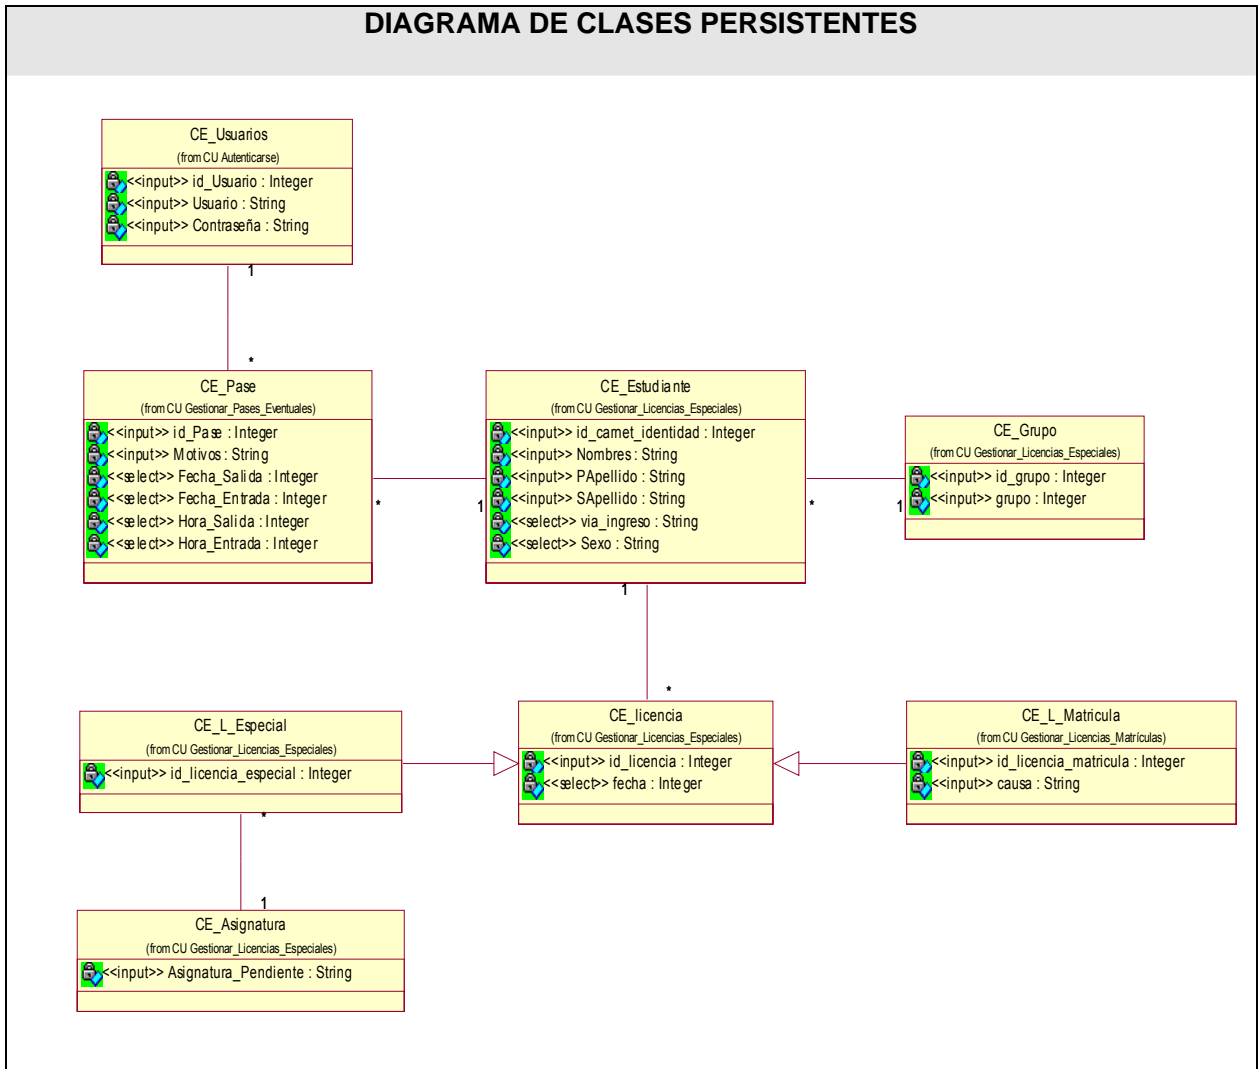 DIAGRAMA DE CLASES PERSISTENTES
CE_Usuarios
(from CU Autenticarse)
<<input>> id_Usuario : Integer
<<input>> Usuario : String
<<input>> Contraseña : String
1
*
CE_Pase
(from CU Gestionar_Pases_Eventuales)
<<input>> id_Pase : Integer
<<input>> Motivos : String
<<select>> Fecha_Salida : Integer
<<select>> Fecha_Entrada : Integer
<<select>> Hora_Salida : Integer
<<select>> Hora_Entrada : Integer
*
1
CE_Estudiante
(from CU Gestionar_Licencias_Especiales)
<<input>> id_carnet_identidad : Integer
<<input>> Nombres : String
<<input>> PApellido : String
<<input>> SApellido : String
<<select>> via_ingreso : String
<<select>> Sexo : String
*
1
CE_Grupo
(from CU Gestionar_Licencias_Especiales)
<<input>> id_grupo : Integer
<<input>> grupo : Integer
1
*
CE_L_Especial
(from CU Gestionar_Licencias_Especiales)
<<input>> id_licencia_especial : Integer
CE_licencia
(from CU Gestionar_Licencias_Especiales)
<<input>> id_licencia : Integer
<<select>> fecha : Integer
CE_L_Matricula
(from CU Gestionar_Licencias_Matrículas)
<<input>> id_licencia_matricula : Integer
<<input>> causa : String
*
1
CE_Asignatura
(from CU Gestionar_Licencias_Especiales)
<<input>> Asignatura_Pendiente : String